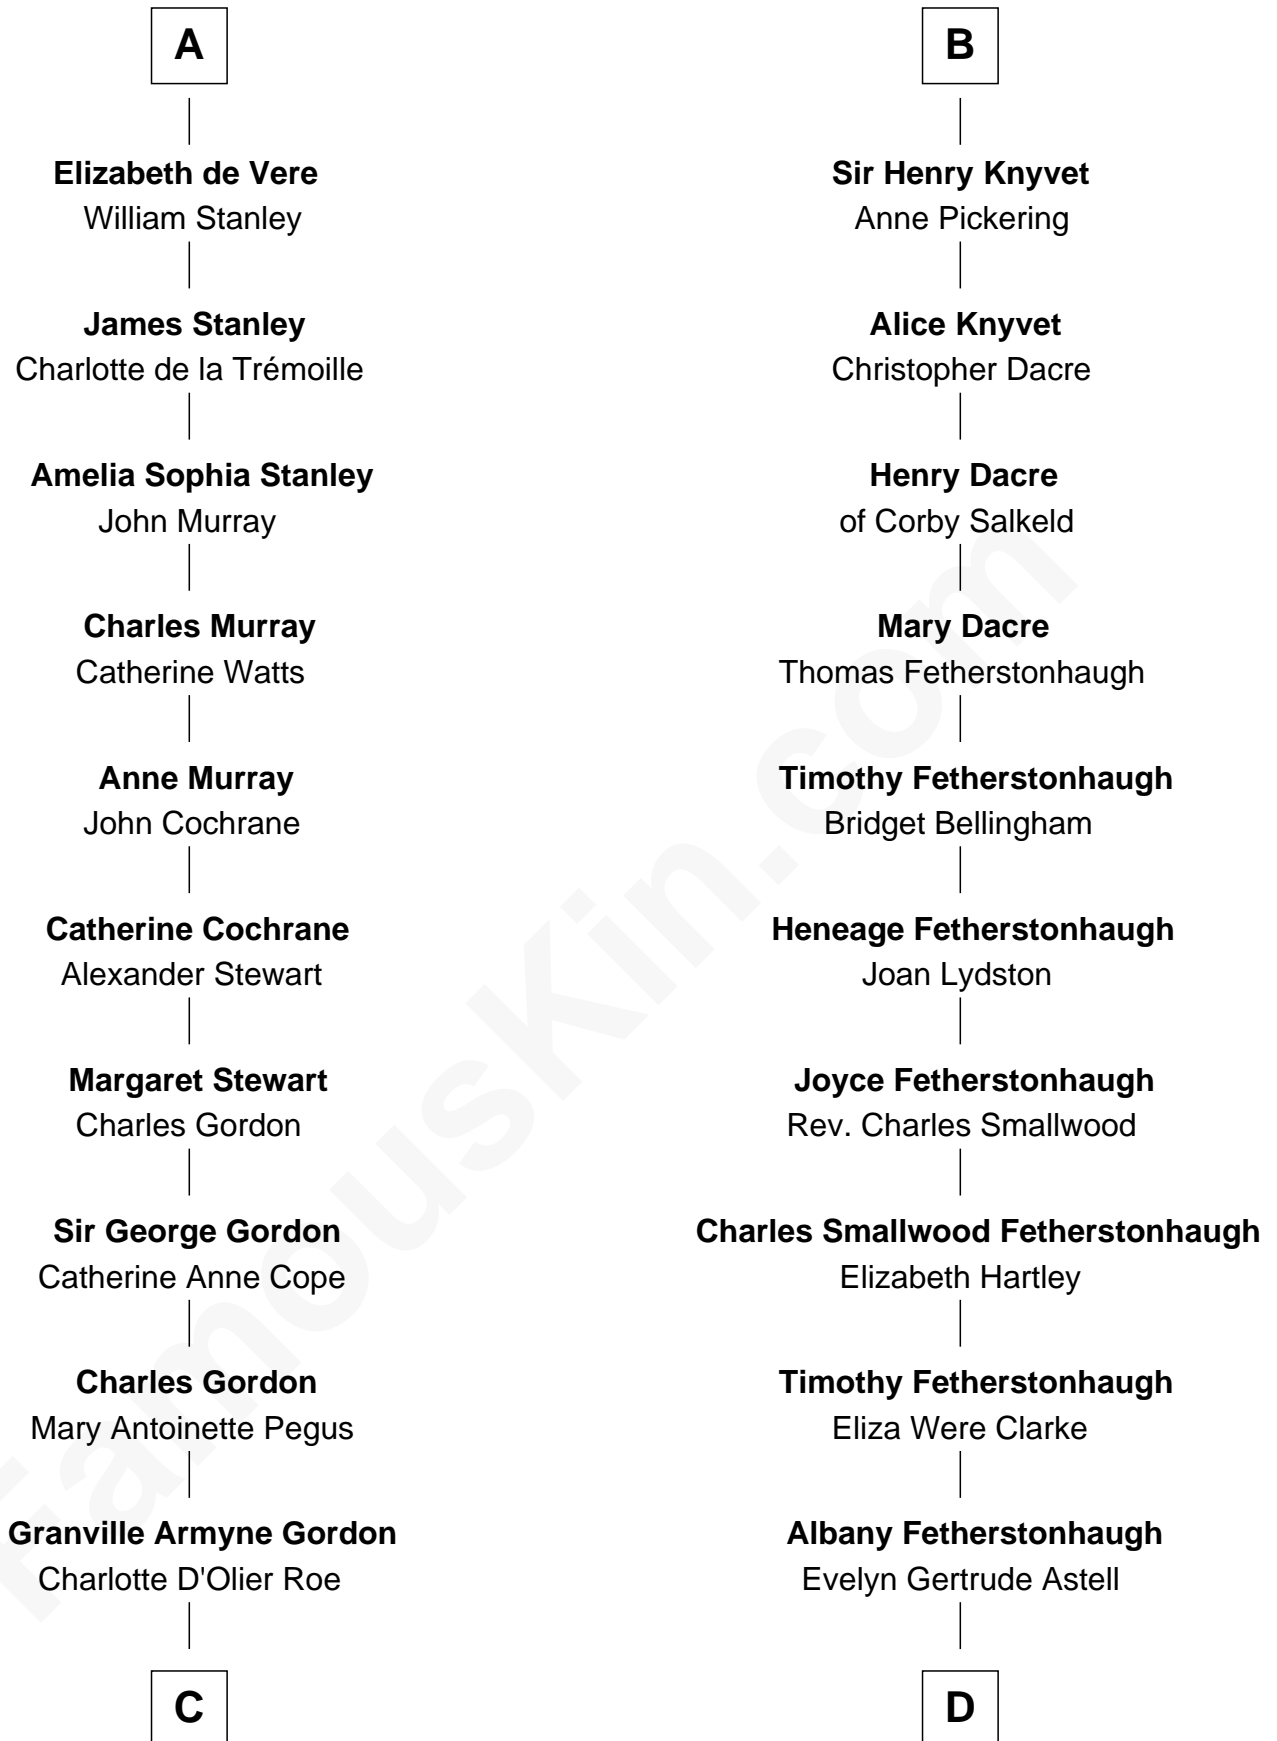 A
Elizabeth de Vere
William Stanley
James Stanley
Charlotte de la Trémoille
Amelia Sophia Stanley
John Murray
Charles Murray
Catherine Watts
Anne Murray
John Cochrane
Catherine Cochrane
Alexander Stewart
Margaret Stewart
Charles Gordon
Sir George Gordon
Catherine Anne Cope
Charles Gordon
Mary Antoinette Pegus
Granville Armyne Gordon
Charlotte D'Olier Roe
C
B
Sir Henry Knyvet
Anne Pickering
Alice Knyvet
Christopher Dacre
Henry Dacre
of Corby Salkeld
Mary Dacre
Thomas Fetherstonhaugh
Timothy Fetherstonhaugh
Bridget Bellingham
Heneage Fetherstonhaugh
Joan Lydston
Joyce Fetherstonhaugh
Rev. Charles Smallwood
Charles Smallwood Fetherstonhaugh
Elizabeth Hartley
Timothy Fetherstonhaugh
Eliza Were Clarke
Albany Fetherstonhaugh
Evelyn Gertrude Astell
D
FamousKin.com